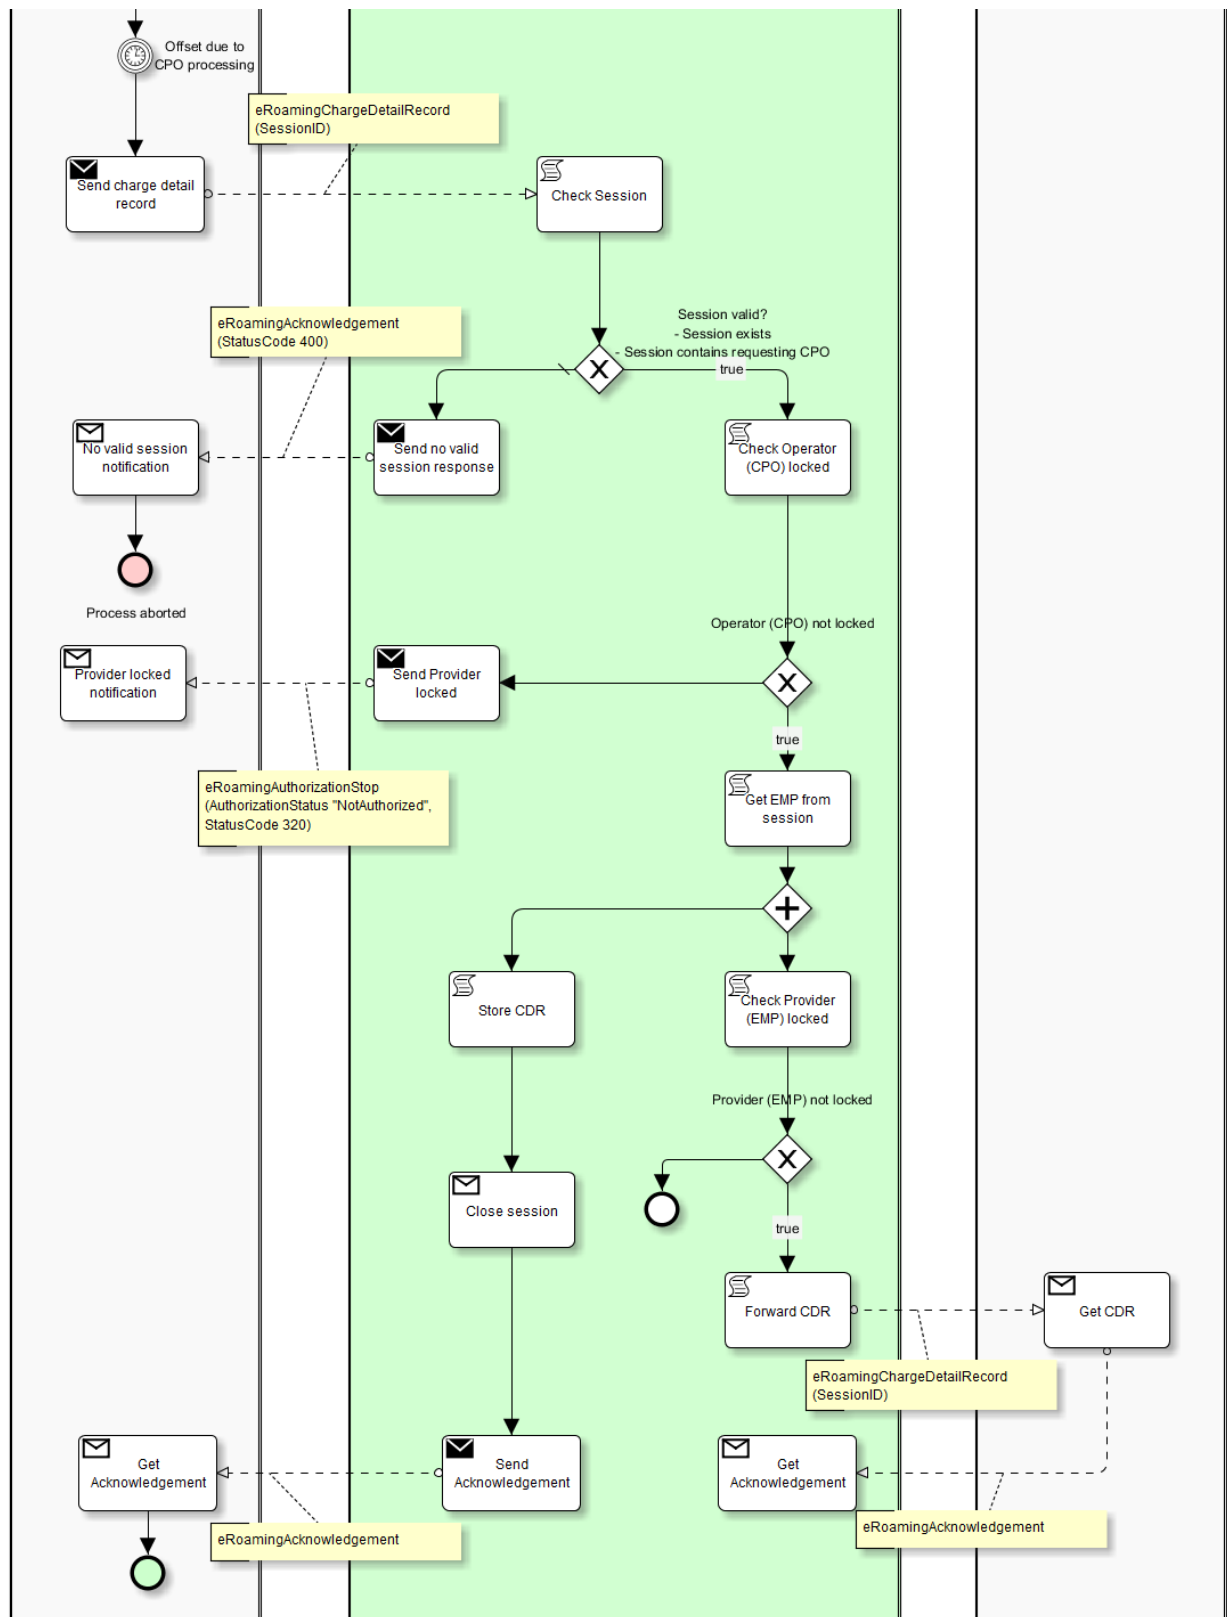 Offset due to
CPO processing
eRoamingChargeDetailRecord
(SessionID)
Send charge detail
record
Check Session
eRoamingAcknowledgement
(StatusCode 400)
Session valid?
- Session exists
- Session contains requesting CPO
true
No valid session
notification
Send no valid
session response
Check Operator
(CPO) locked
Process aborted
Operator (CPO) not locked
Provider locked
notification
Send Provider
locked
true
eRoamingAuthorizationStop
(AuthorizationStatus "NotAuthorized",
StatusCode 320)
Get EMP from
session
Store CDR
Check Provider
(EMP) locked
Provider (EMP) not locked
Close session
true
Forward CDR
Get CDR
eRoamingChargeDetailRecord
(SessionID)
Get
Acknowledgement
Send
Acknowledgement
Get
Acknowledgement
eRoamingAcknowledgement
eRoamingAcknowledgement